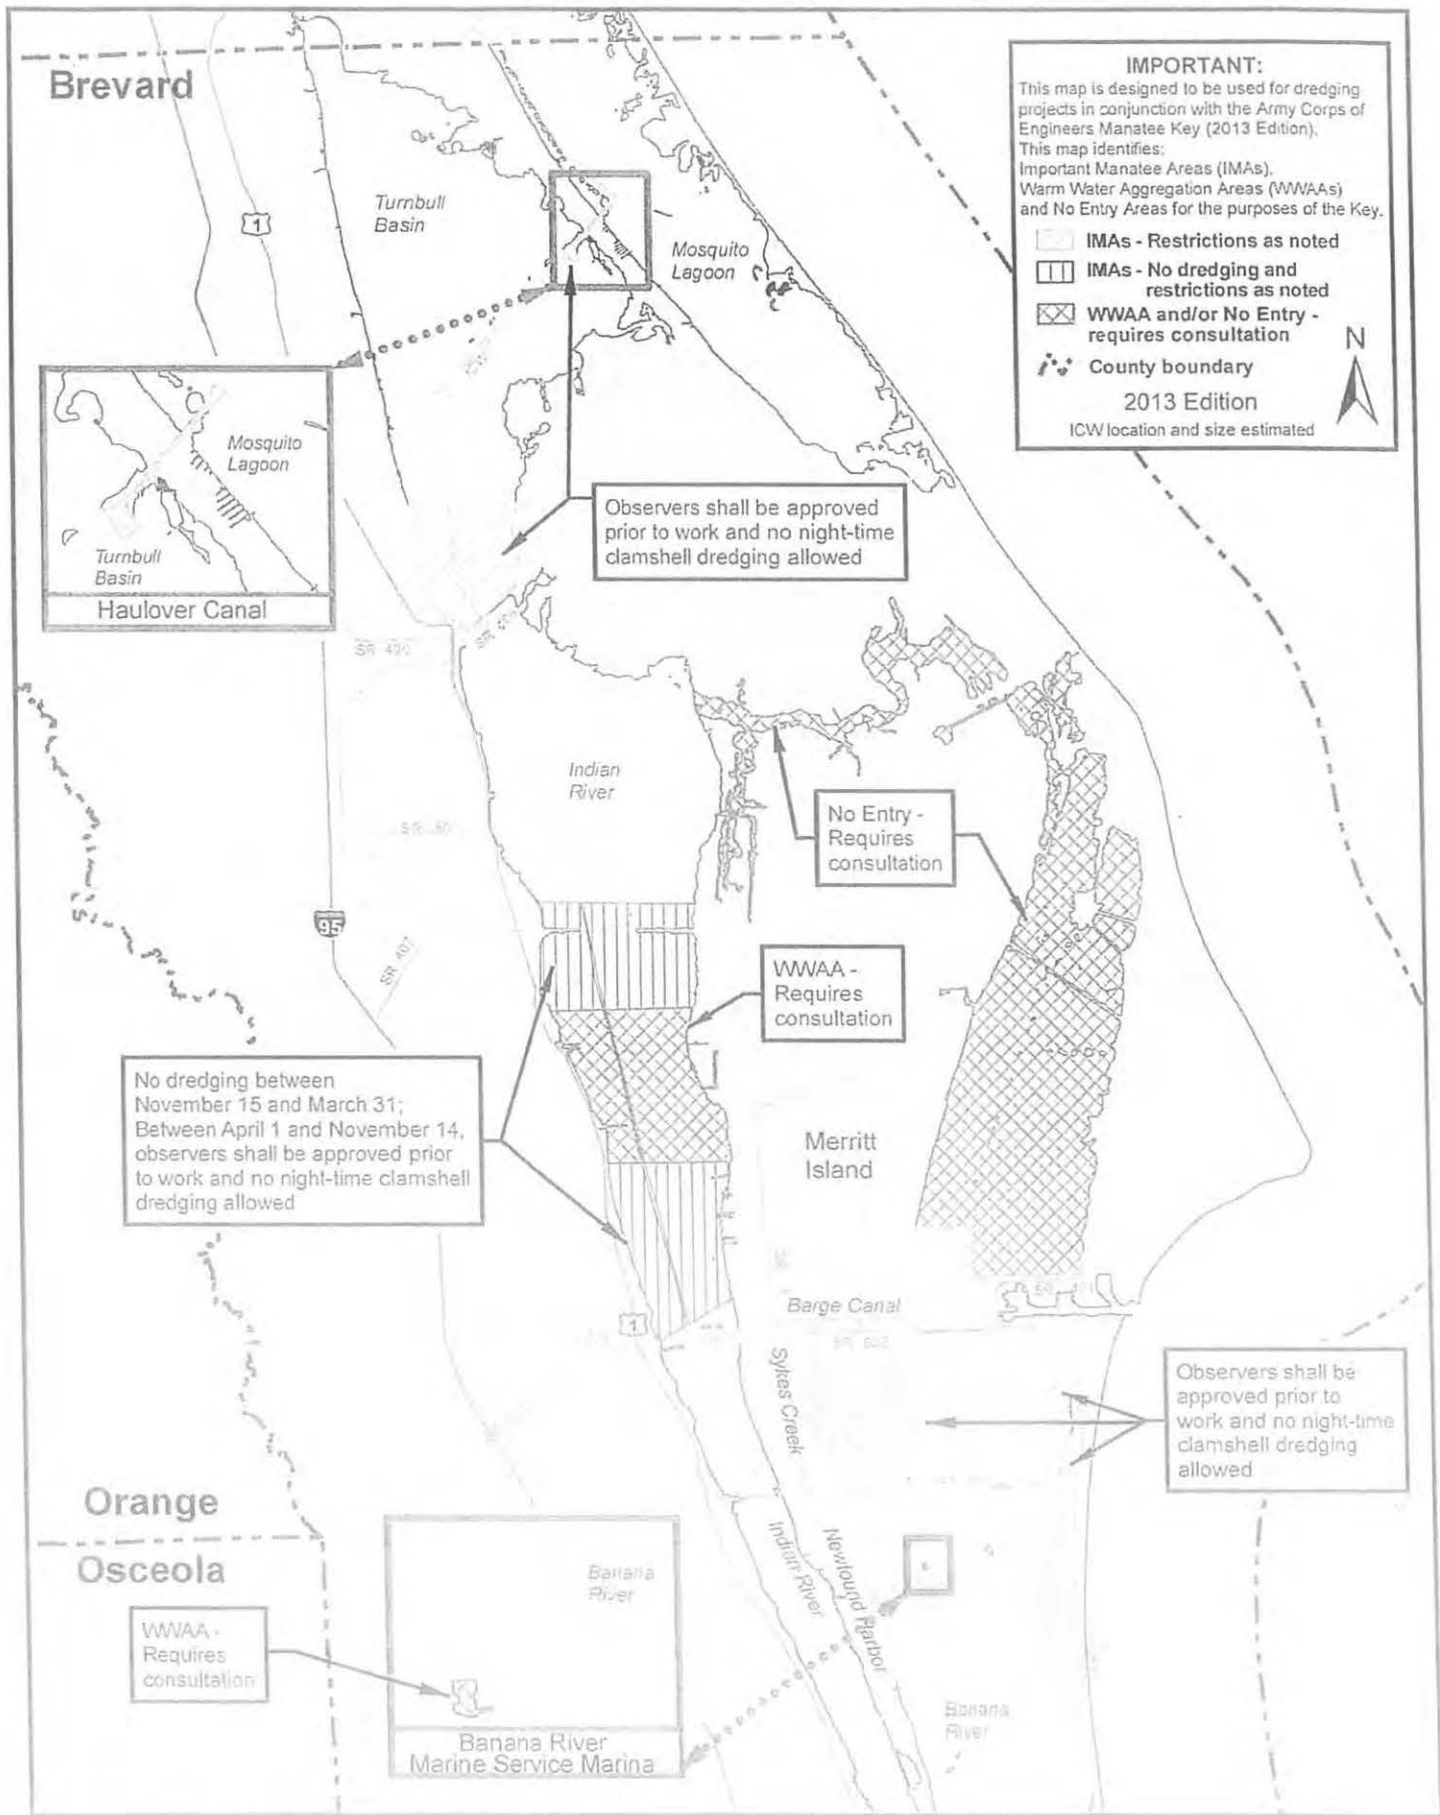 Brevard
IMPORTANT:
This map is designed to be used for dredging
projects in conjunction with the Army Corps of
Engineers Manatee Key (2013 Edition).
This map identifies:
Important Manatee Areas (IMAs),
Warm Water Aggregation Areas (WWAAs)
and No Entry Areas for the purposes of the Key.
IMAs - Restrictions as noted
IMAs - No dredging and
restrictions as noted
WWAA and/or No Entry -
requires consultation
County boundary
N
2013 Edition
ICW location and size estimated
1
Turnbull
Basin
Mosquito
Lagoon
Mosquito
Lagoon
Turnbull
Basin
Haulover Canal
Observers shall be approved
prior to work and no night-time
clamshell dredging allowed
SR 406
Indian
River
SR 50
No Entry -
Requires
consultation
95
SR 407
WWAA -
Requires
consultation
No dredging between
November 15 and March 31;
Between April 1 and November 14,
observers shall be approved prior
to work and no night-time clamshell
dredging allowed
Merritt
Island
SR 401
Barge Canal
1
Sykes Creek
Observers shall be
approved prior to
work and no night-time
clamshell dredging
allowed
Orange
Osceola
Indian River
Newfound Harbor
Banana
River
WWAA -
Requires
consultation
Banana River
Marine Service Marina
Banana
River